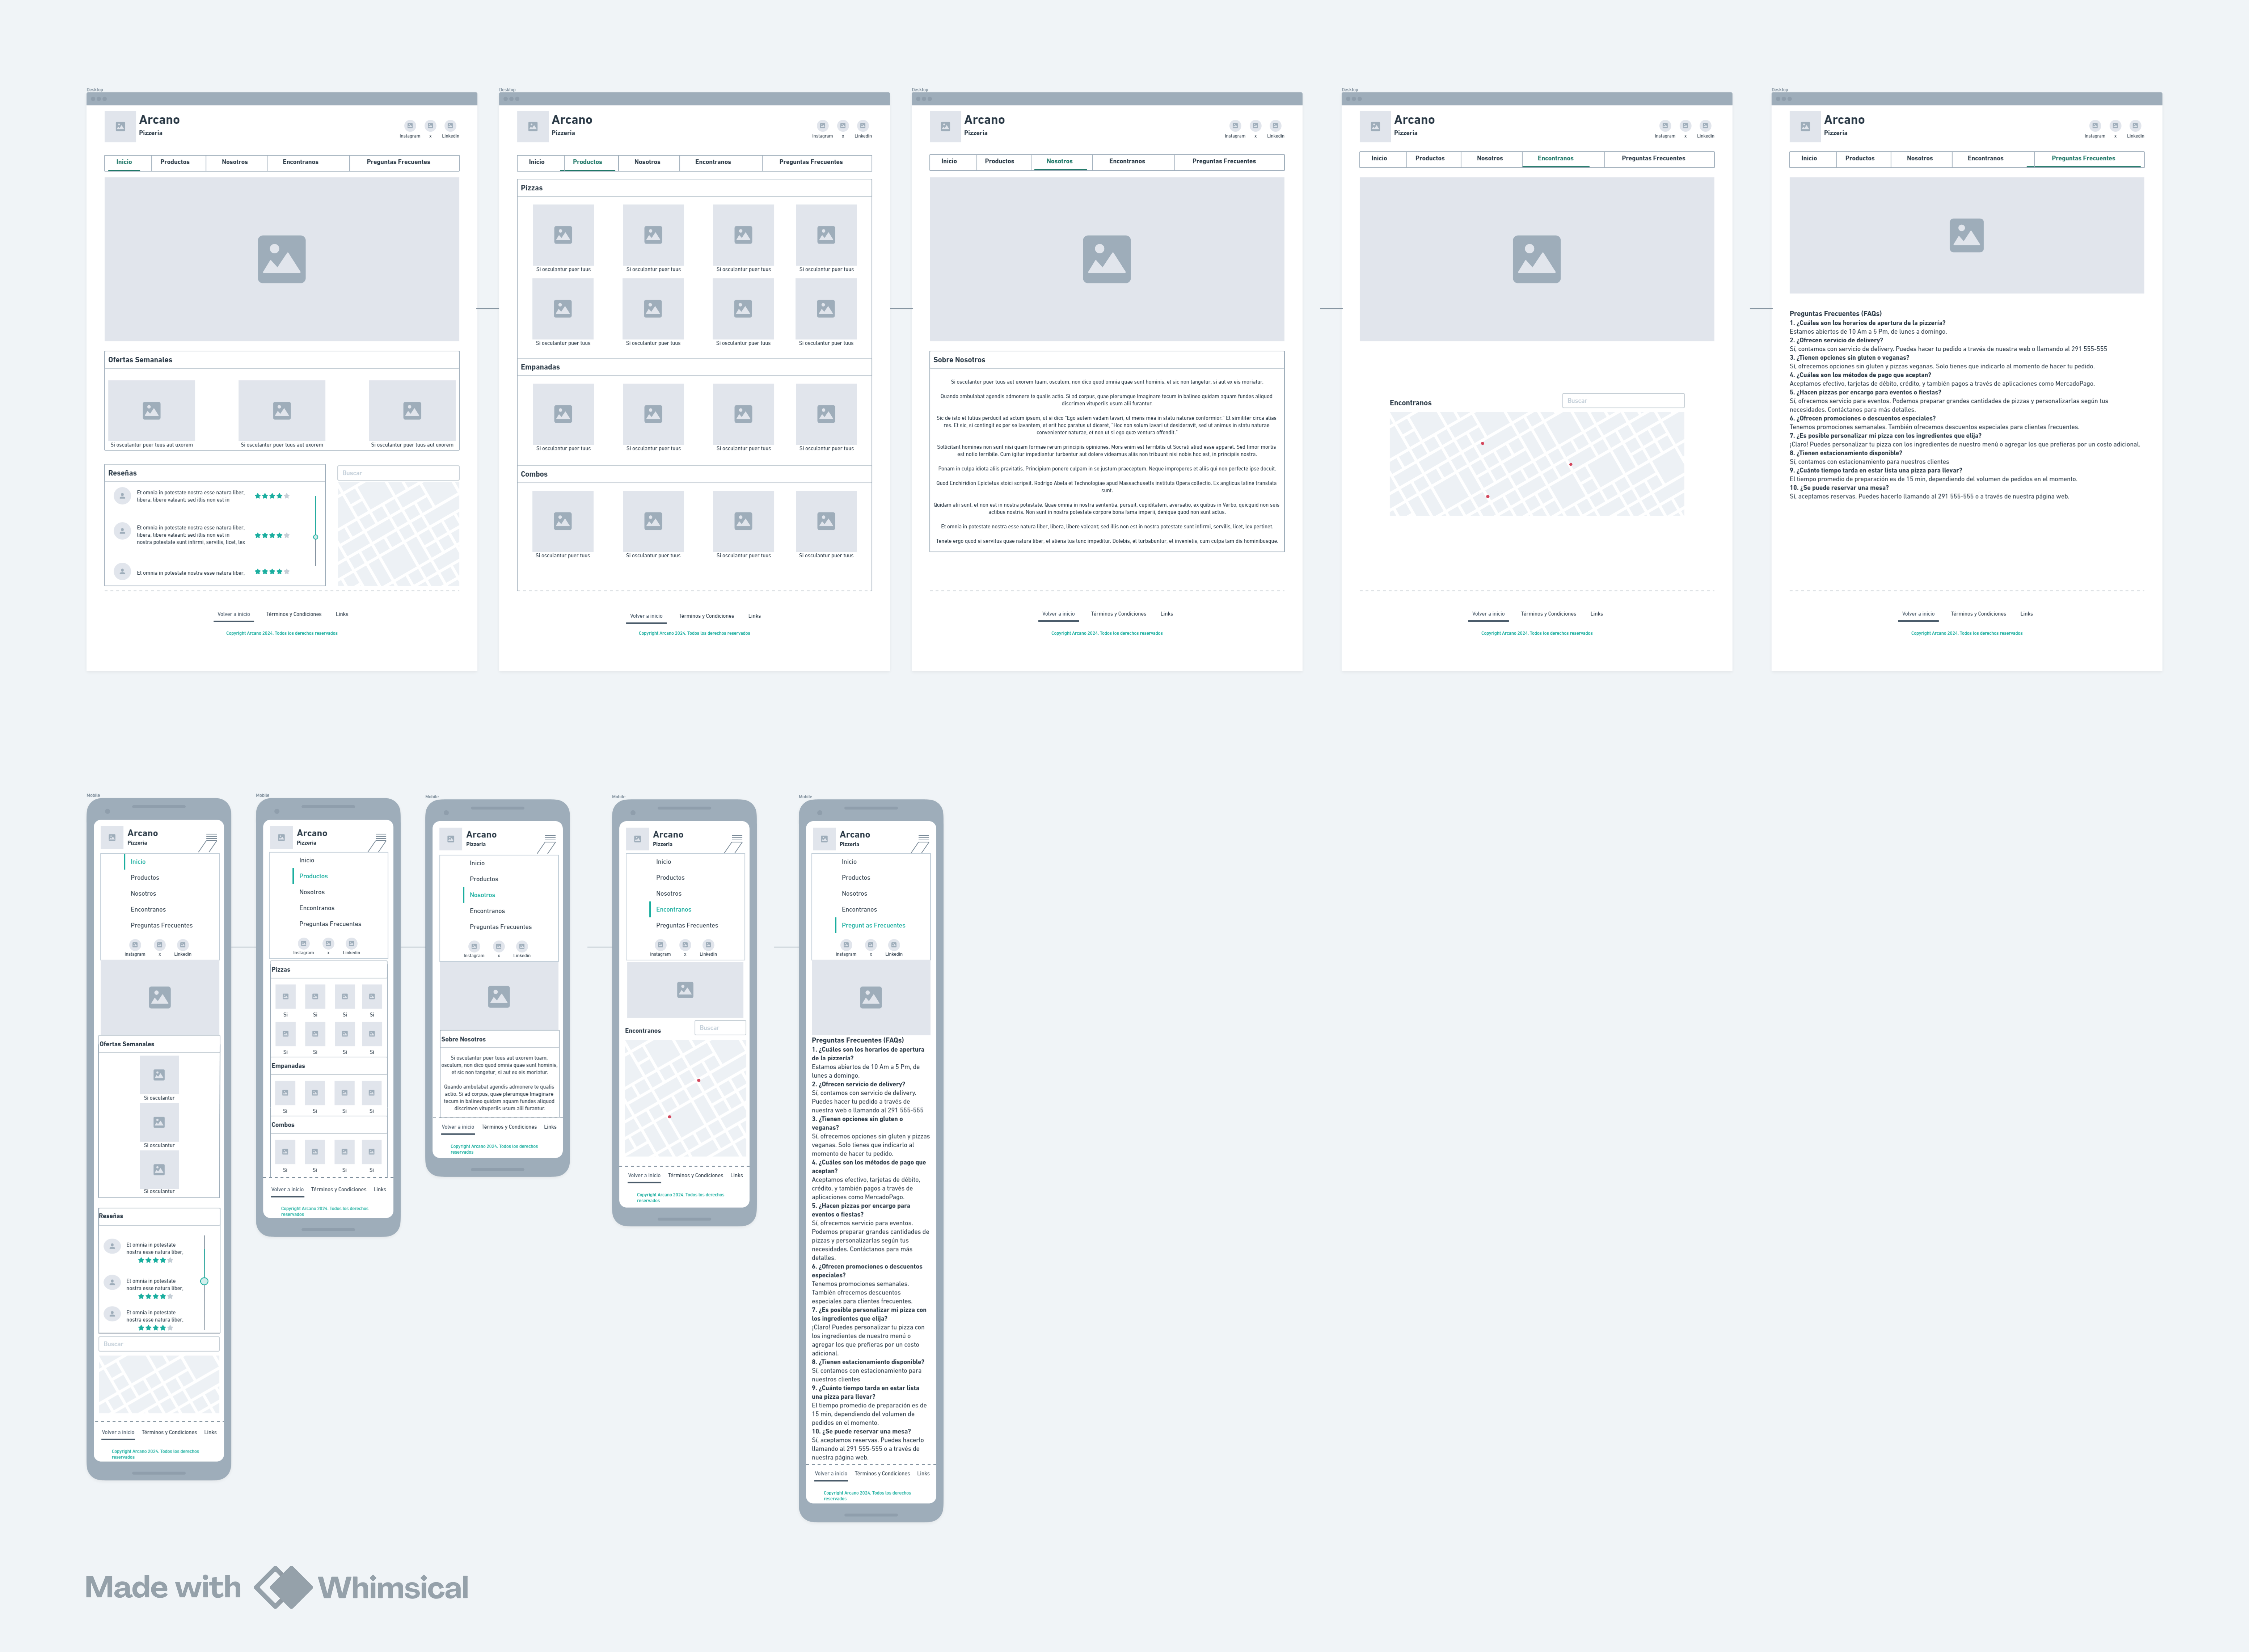 Desktop
Arcano
Pizzeria
Instagram x Linkedin
Inicio Productos Nosotros Encontranos Preguntas Frecuentes
Ofertas Semanales
Si osculantur puer tuus aut uxorem Si osculantur puer tuus aut uxorem Si osculantur puer tuus aut uxorem
Reseñas
Et omnia in potestate nostra esse natura liber,
libera, libere valeant; sed illis non est in
Et omnia in potestate nostra esse natura liber,
libera, libere valeant; sed illis non est in
nostra potestate sunt infirmi, servilis, licet, lex
Et omnia in potestate nostra esse natura liber,
Buscar
Volver a inicio Términos y Condiciones Links
Copyright Arcano 2024. Todos los derechos reservados
Desktop
Arcano
Pizzeria
Instagram x Linkedin
Inicio Productos Nosotros Encontranos Preguntas Frecuentes
Pizzas
Si osculantur puer tuus Si osculantur puer tuus Si osculantur puer tuus Si osculantur puer tuus
Si osculantur puer tuus Si osculantur puer tuus Si osculantur puer tuus Si osculantur puer tuus
Empanadas
Si osculantur puer tuus Si osculantur puer tuus Si osculantur puer tuus Si osculantur puer tuus
Combos
Si osculantur puer tuus Si osculantur puer tuus Si osculantur puer tuus Si osculantur puer tuus
Volver a inicio Términos y Condiciones Links
Copyright Arcano 2024. Todos los derechos reservados
Desktop
Arcano
Pizzeria
Instagram x Linkedin
Inicio Productos Nosotros Encontranos Preguntas Frecuentes
Sobre Nosotros
Si osculantur puer tuus aut uxorem tuam, osculum, non dico quod omnia quae sunt hominis, et sic non tangetur, si aut ex eis moriatur.
Quando ambulabat agendis admonere te qualis actio. Si ad corpus, quae plerumque Imaginare tecum in balineo quidam aquam fundes aliquod
discrimen vituperiis usum abi furantur.
Sic de isto et tutius perducit ad actum ipsum, ut si dico "Ego autem vadam lavari, ut mens mea in statu naturae conformior." Et similiter circa alias
res. Et sic, si contingit ex per se lavantem, et erit hoc paratus ut diceret, "Hoc non solum lavari ut desideravit, sed ut animus in statu naturae
convenienter naturae, et non ut si ego quæ ventura offendit."
Sollicitant homines non sunt nisi quam formae rerum principiis opiniones. Mors enim est terribilis ut Socrati aliud esse apparet. Sed timor mortis
est notio terribile. Cum igitur impediantur turbentur aut dolere videamus aliis non tribuunt nisi nobis hoc est, in principiis nostra.
Ponam in culpa idiota aliis pravitatis. Principium ponere culpam in se justum praeceptum. Neque improperes et aliis qui non perfecte ipse docuit.
Quod Enchiridion Epictetus stoici scripsit. Rodrigo Abela et Technologiae apud Massachusetts instituta Opera collectio. Ex anglicus latine translata
sunt.
Quidam alii sunt, et non est in nostra potestate. Quae omnia in nostra sententia, pursuit, cupiditatem, aversatio, ex quibus in Verbo, quicquid non suis
actibus nostris. Non sunt in nostra potestate corpore bona fama imperii, denique quod non sunt actus.
Et omnia in potestate nostra esse natura liber, libera, libere valeant; sed illis non est in nostra potestate sunt infirmi, servilis, licet, lex pertinet.
Tenete ergo quod si servitus quae natura liber, et aliena tua tunc impeditur. Dolebis, et turbabuntur, et invenietis, cum culpa tam dis hominibusque.
Volver a inicio Términos y Condiciones Links
Copyright Arcano 2024. Todos los derechos reservados
Desktop
Arcano
Pizzeria
Instagram x Linkedin
Inicio Productos Nosotros Encontranos Preguntas Frecuentes
Encontranos
Buscar
Volver a inicio Términos y Condiciones Links
Copyright Arcano 2024. Todos los derechos reservados
Desktop
Arcano
Pizzeria
Instagram x Linkedin
Inicio Productos Nosotros Encontranos Preguntas Frecuentes
Preguntas Frecuentes (FAQs)
1. ¿Cuáles son los horarios de apertura de la pizzería?
Estamos abiertos de 10 Am a 5 Pm, de lunes a domingo.
2. ¿Ofrecen servicio de delivery?
Sí, contamos con servicio de delivery. Puedes hacer tu pedido a través de nuestra web o llamando al 291 555-555
3. ¿Tienen opciones sin gluten o veganas?
Sí, ofrecemos opciones sin gluten y pizzas veganas. Solo tienes que indicarlo al momento de hacer tu pedido.
4. ¿Cuáles son los métodos de pago que aceptan?
Aceptamos efectivo, tarjetas de débito, crédito, y también pagos a través de aplicaciones como MercadoPago.
5. ¿Hacen pizzas por encargo para eventos o fiestas?
Sí, ofrecemos servicio para eventos. Podemos preparar grandes cantidades de pizzas y personalizarlas según tus
necesidades. Contáctanos para más detalles.
6. ¿Ofrecen promociones o descuentos especiales?
Tenemos promociones semanales. También ofrecemos descuentos especiales para clientes frecuentes.
7. ¿Es posible personalizar mi pizza con los ingredientes que elija?
¡Claro! Puedes personalizar tu pizza con los ingredientes de nuestro menú o agregar los que prefieras por un costo adicional.
8. ¿Tienen estacionamiento disponible?
Sí, contamos con estacionamiento para nuestros clientes
9. ¿Cuánto tiempo tarda en estar lista una pizza para llevar?
El tiempo promedio de preparación es de 15 min, dependiendo del volumen de pedidos en el momento.
10. ¿Se puede reservar una mesa?
Sí, aceptamos reservas. Puedes hacerlo llamando al 291 555-555 o a través de nuestra página web.
Volver a inicio Términos y Condiciones Links
Copyright Arcano 2024. Todos los derechos reservados
Mobile
Arcano
Pizzeria
Inicio
Productos
Nosotros
Encontranos
Preguntas Frecuentes
Instagram x Linkedin
Ofertas Semanales
Si osculantur
Si osculantur
Si osculantur
Reseñas
Et omnia in potestate
nostra esse natura liber,
Et omnia in potestate
nostra esse natura liber,
Et omnia in potestate
nostra esse natura liber,
Buscar
Volver a inicio Términos y Condiciones Links
Copyright Arcano 2024. Todos los derechos
reservados
Mobile
Arcano
Pizzeria
Inicio
Productos
Nosotros
Encontranos
Preguntas Frecuentes
Instagram x Linkedin
Pizzas
Si Si Si Si
Si Si Si Si
Empanadas
Si Si Si Si
Combos
Si Si Si Si
Volver a inicio Términos y Condiciones Links
Copyright Arcano 2024. Todos los derechos
reservados
Mobile
Arcano
Pizzeria
Inicio
Productos
Nosotros
Encontranos
Preguntas Frecuentes
Instagram x Linkedin
Sobre Nosotros
Si osculantur puer tuus aut uxorem tuam,
osculum, non dico quod omnia quae sunt hominis,
et sic non tangetur, si aut ex eis moriatur.
Quando ambulabat agendis admonere te qualis
actio. Si ad corpus, quae plerumque Imaginare
tecum in balineo quidam aquam fundes aliquod
discrimen vituperiis usum abi furantur.
Volver a inicio Términos y Condiciones Links
Copyright Arcano 2024. Todos los derechos
reservados
Mobile
Arcano
Pizzeria
Inicio
Productos
Nosotros
Encontranos
Preguntas Frecuentes
Instagram x Linkedin
Encontranos
Buscar
Volver a inicio Términos y Condiciones Links
Copyright Arcano 2024. Todos los derechos
reservados
Mobile
Arcano
Pizzeria
Inicio
Productos
Nosotros
Encontranos
Pregunt as Frecuentes
Instagram x Linkedin
Preguntas Frecuentes (FAQs)
1. ¿Cuáles son los horarios de apertura
de la pizzería?
Estamos abiertos de 10 Am a 5 Pm, de
lunes a domingo.
2. ¿Ofrecen servicio de delivery?
Sí, contamos con servicio de delivery.
Puedes hacer tu pedido a través de
nuestra web o llamando al 291 555-555
3. ¿Tienen opciones sin gluten o
veganas?
Sí, ofrecemos opciones sin gluten y pizzas
veganas. Solo tienes que indicarlo al
momento de hacer tu pedido.
4. ¿Cuáles son los métodos de pago que
aceptan?
Aceptamos efectivo, tarjetas de débito,
crédito, y también pagos a través de
aplicaciones como MercadoPago.
5. ¿Hacen pizzas por encargo para
eventos o fiestas?
Sí, ofrecemos servicio para eventos.
Podemos preparar grandes cantidades de
pizzas y personalizarlas según tus
necesidades. Contáctanos para más
detalles.
6. ¿Ofrecen promociones o descuentos
especiales?
Tenemos promociones semanales.
También ofrecemos descuentos
especiales para clientes frecuentes.
7. ¿Es posible personalizar mi pizza con
los ingredientes que elija?
¡Claro! Puedes personalizar tu pizza con
los ingredientes de nuestro menú o
agregar los que prefieras por un costo
adicional.
8. ¿Tienen estacionamiento disponible?
Sí, contamos con estacionamiento para
nuestros clientes
9. ¿Cuánto tiempo tarda en estar lista
una pizza para llevar?
El tiempo promedio de preparación es de
15 min, dependiendo del volumen de
pedidos en el momento.
10. ¿Se puede reservar una mesa?
Sí, aceptamos reservas. Puedes hacerlo
llamando al 291 555-555 o a través de
nuestra página web.
Volver a inicio Términos y Condiciones Links
Copyright Arcano 2024. Todos los derechos
reservados
Made with Whimsical